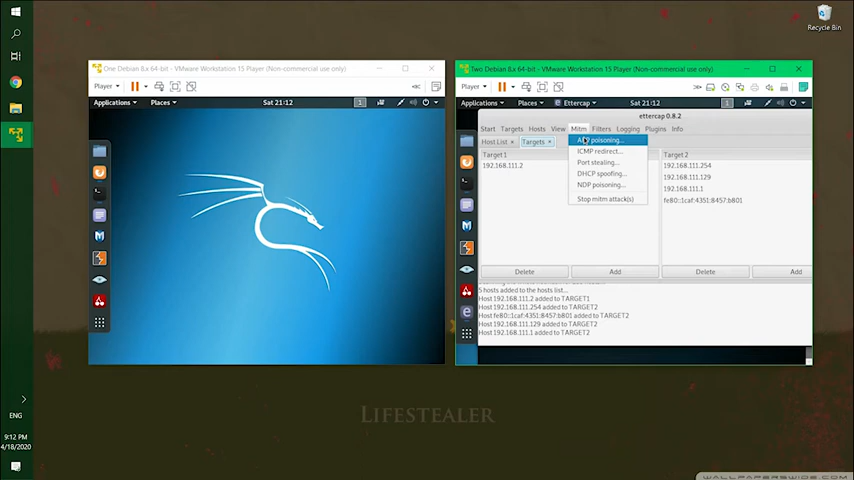 Recycle Bin
One Debian 8.x 64-bit - VMware Workstation 15 Player (Non-commercial use only)
Player
Applications Places Sat 21:12 1
Two Debian 8.x 64-bit - VMware Workstation 15 Player (Non-commercial use only)
Player
Applications Places Ettercap Sat 21:12 1
ettercap 0.8.2
Start Targets Hosts View Mitm Filters Logging Plugins Info
Host List × Targets ×
Target 1
192.168.111.2
ARP poisoning...
ICMP redirect...
Port stealing...
DHCP spoofing...
NDP poisoning...
Stop mitm attack(s)
Target 2
192.168.111.254
192.168.111.129
192.168.111.1
fe80::1caf:4351:8457:b801
Delete Add Delete Add
5 hosts added to the hosts list...
Host 192.168.111.2 added to TARGET1
Host 192.168.111.254 added to TARGET2
Host fe80::1caf:4351:8457:b801 added to TARGET2
Host 192.168.111.129 added to TARGET2
Host 192.168.111.1 added to TARGET2
LIFESTEALER
ENG
9:12 PM
4/18/2020
WALLPAPERSWIDE.COM